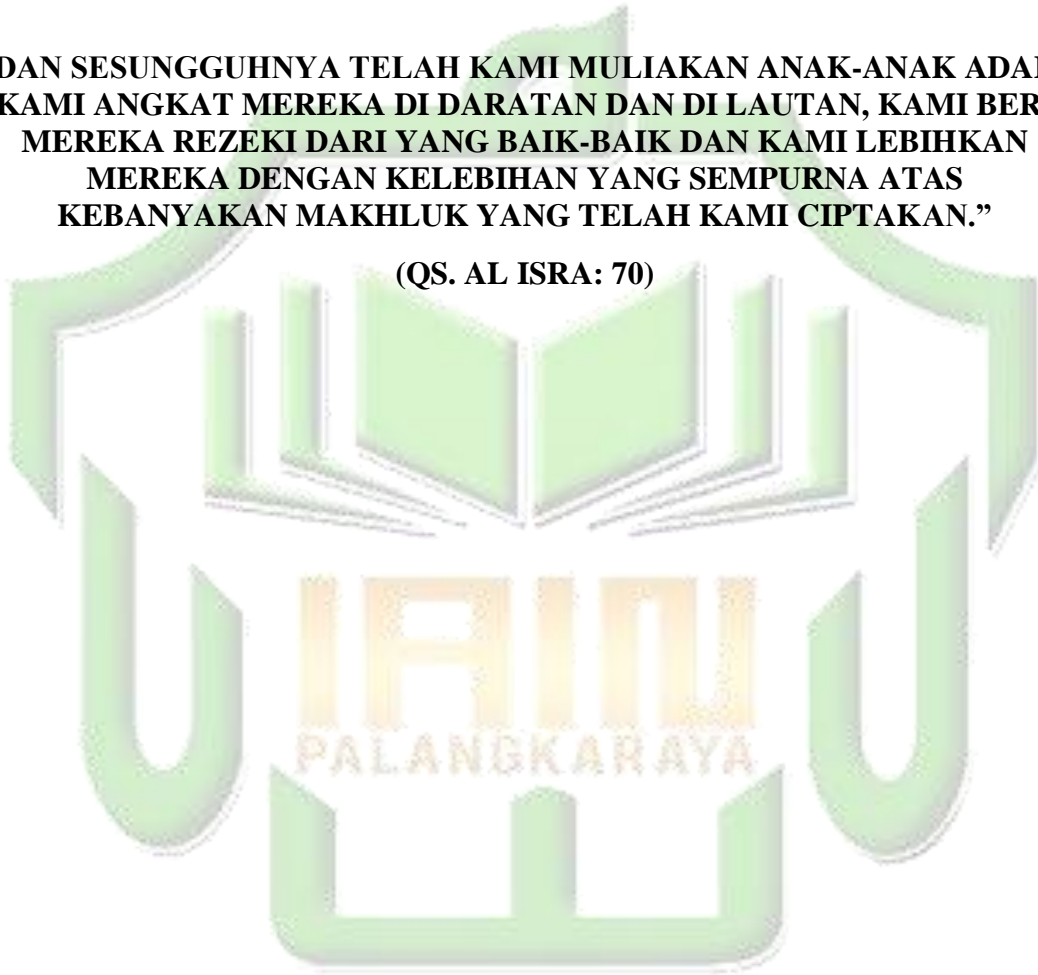 DAN SESUNGGUHNYA TELAH KAMI MULIAKAN ANAK-ANAK
KAMI ANGKAT MEREKA DI DARATAN DAN DI LAUTAN, KAMI
MEREKA REZEKI DARI YANG BAIK-BAIK DAN KAMI LEBIHKAN
MEREKA DENGAN KELEBIHAN YANG SEMPURNA ATAS
KEBANYAKAN MAKHLUK YANG TELAH KAMI CIPTAKAN.”
(QS. AL ISRA: 70)
IAIN
PALANGKARAYA